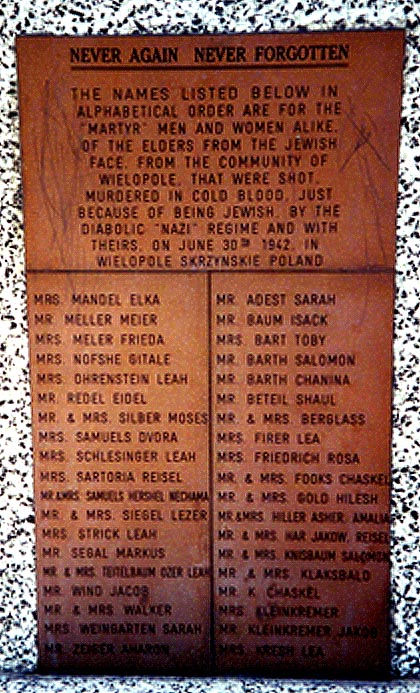 NEVER AGAIN NEVER FORGOTTEN
THE NAMES LISTED BELOW IN
ALPHABETICAL ORDER ARE FOR THE
"MARTYR" MEN AND WOMEN ALIKE,
OF THE ELDERS FROM THE JEWISH
FACE, FROM THE COMMUNITY OF
WIELOPOLE, THAT WERE SHOT,
MURDERED IN COLD BLOOD, JUST
BECAUSE OF BEING JEWISH, BY THE
DIABOLIC "NAZI" REGIME AND WITH
THEIRS, ON JUNE 30TH 1942, IN
WIELOPOLE SKRZYNSKIE POLAND
MRS. MANDEL ELKA
MR. MELLER MEIER
MRS. MELER FRIEDA
MRS. NOFSHE GITALE
MRS. OHRENSTEIN LEAH
MR. REDEL EIDEL
MR. & MRS. SILBER MOSES
MRS. SAMUELS DVORA
MRS. SCHLESINGER LEAH
MRS. SARTORIA REISEL
MR.&MRS. SAMUELS HERSHEL NECHAMA
MR. & MRS. SIEGEL LEZER
MRS. STRICK LEAH
MR. SEGAL MARKUS
MR. & MRS. TEITELBAUM OZER LEAH
MR. WIND JACOB
MR. & MRS. WALKER
MRS. WEINGARTEN SARAH
MR. ZEIGER AHARON
MR. ADEST SARAH
MR. BAUM ISACK
MRS. BART TOBY
MR. BARTH SALOMON
MR. BARTH CHANINA
MR. BETEIL SHAUL
MR. & MRS. BERGLASS
MRS. FIRER LEA
MRS. FRIEDRICH ROSA
MR. & MRS. FOOKS CHASKEL
MR. & MRS. GOLD HILESH
MR.&MRS. HILLER ASHER, AMALIA
MR. & MRS. HAR JAKOW, REISEL
MR. & MRS. KNISBAUM SALOMON
MR. & MRS. KLAKSBALD
MR. K. CHASKEL
MRS. KLEINKREMER
MR. KLEINKREMER JAKOB
MRS. KRESH LEA